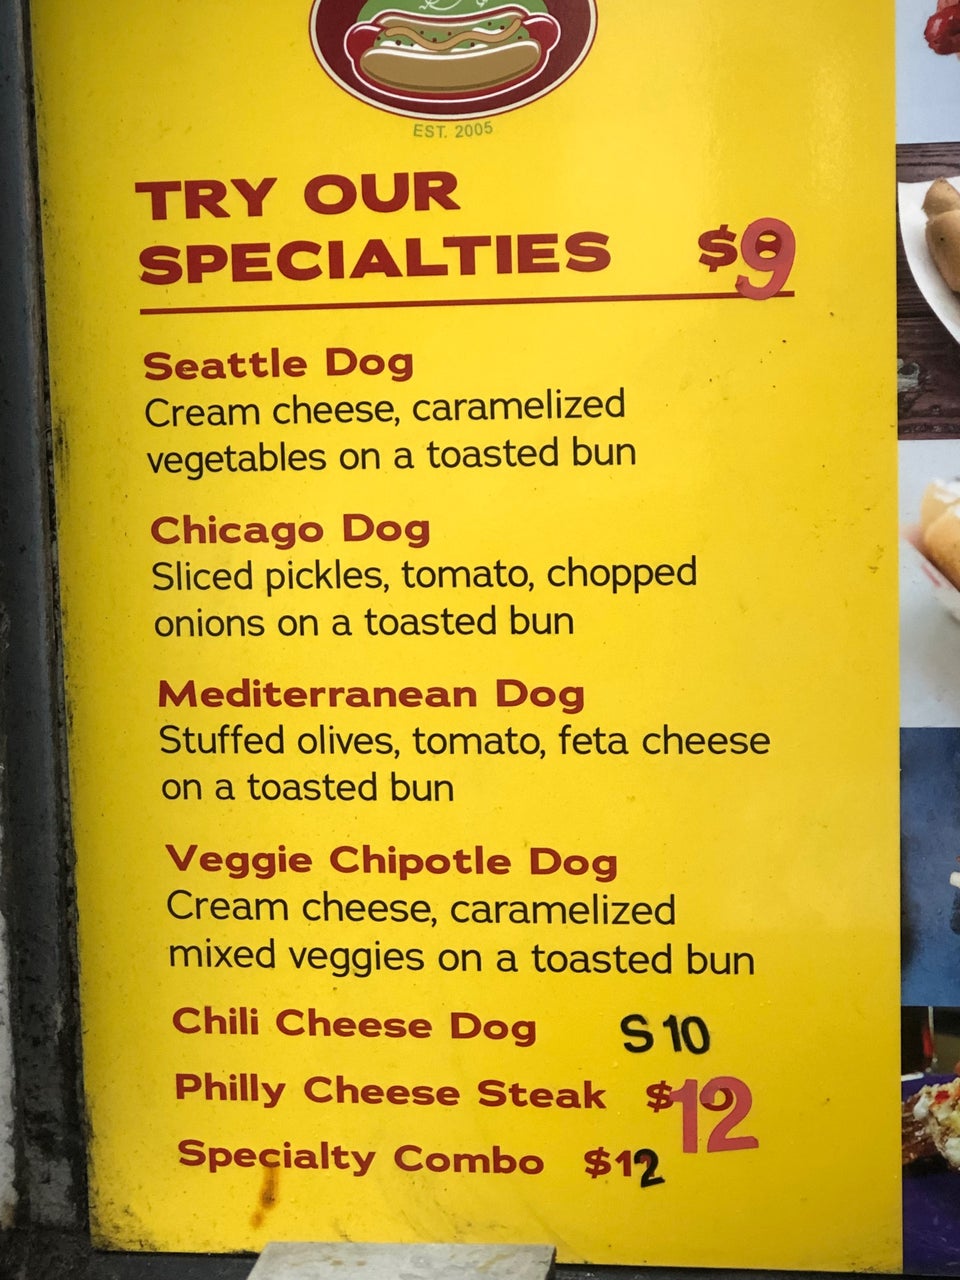 EST. 2005
TRY OUR
SPECIALTIES $9
Seattle Dog
Cream cheese, caramelized
vegetables on a toasted bun
Chicago Dog
Sliced pickles, tomato, chopped
onions on a toasted bun
Mediterranean Dog
Stuffed olives, tomato, feta cheese
on a toasted bun
Veggie Chipotle Dog
Cream cheese, caramelized
mixed veggies on a toasted bun
Chili Cheese Dog S 10
Philly Cheese Steak $12
Specialty Combo $12